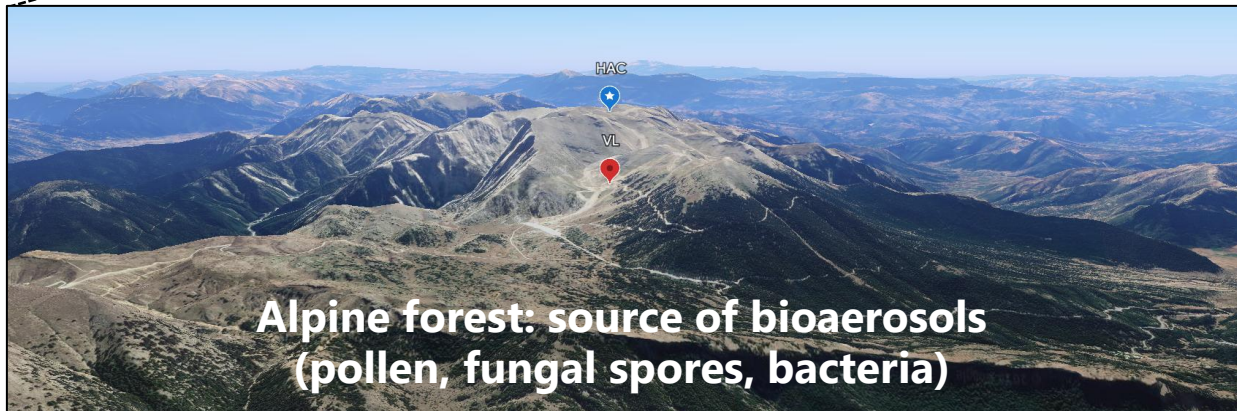 HAC
VL
Alpine forest: source of bioaerosols
(pollen, fungal spores, bacteria)